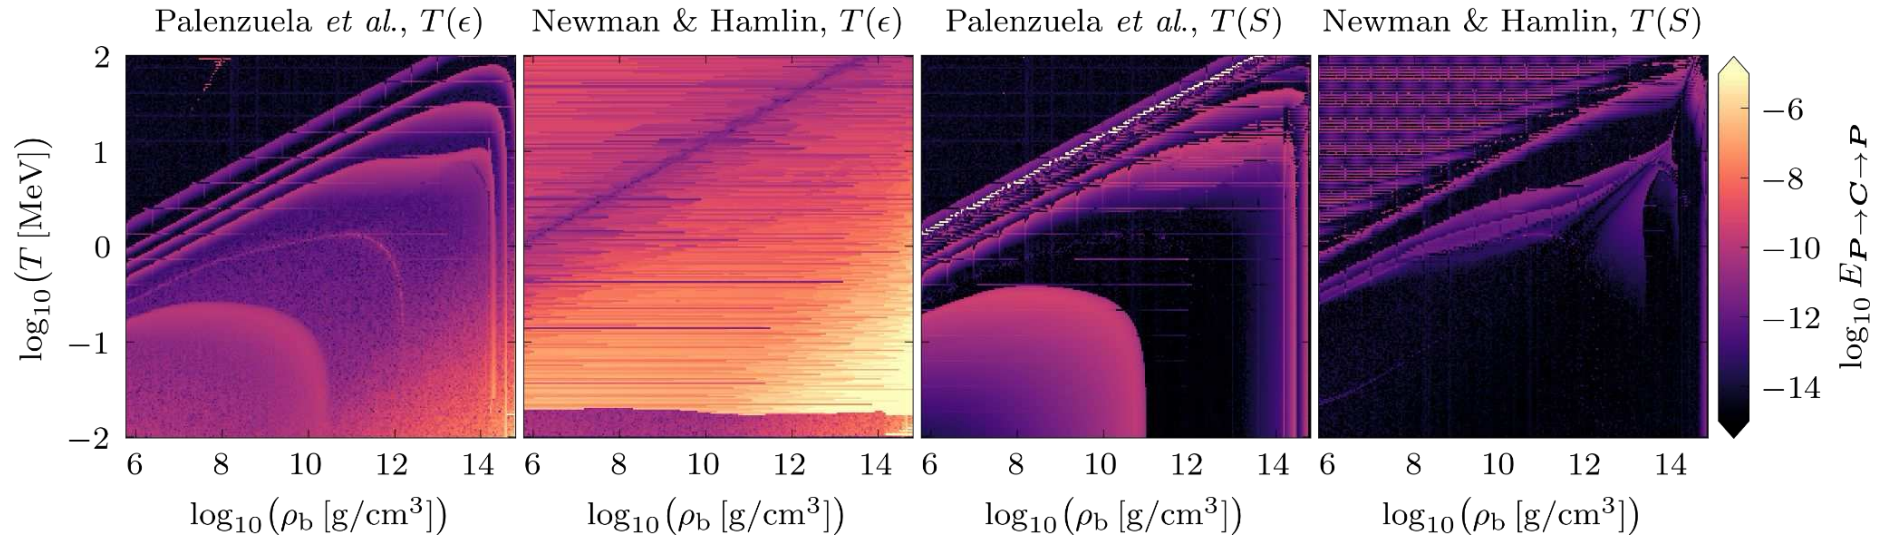 Palenzuela et al., T(ϵ)
Newman & Hamlin, T(ϵ)
Palenzuela et al., T(S)
Newman & Hamlin, T(S)
log₁₀(T [MeV])
2
1
0
−1
−2
6 8 10 12 14
6 8 10 12 14
6 8 10 12 14
6 8 10 12 14
log₁₀(ρb [g/cm³])
log₁₀(ρb [g/cm³])
log₁₀(ρb [g/cm³])
log₁₀(ρb [g/cm³])
−6
−8
−10
−12
−14
log₁₀ E P→C→P